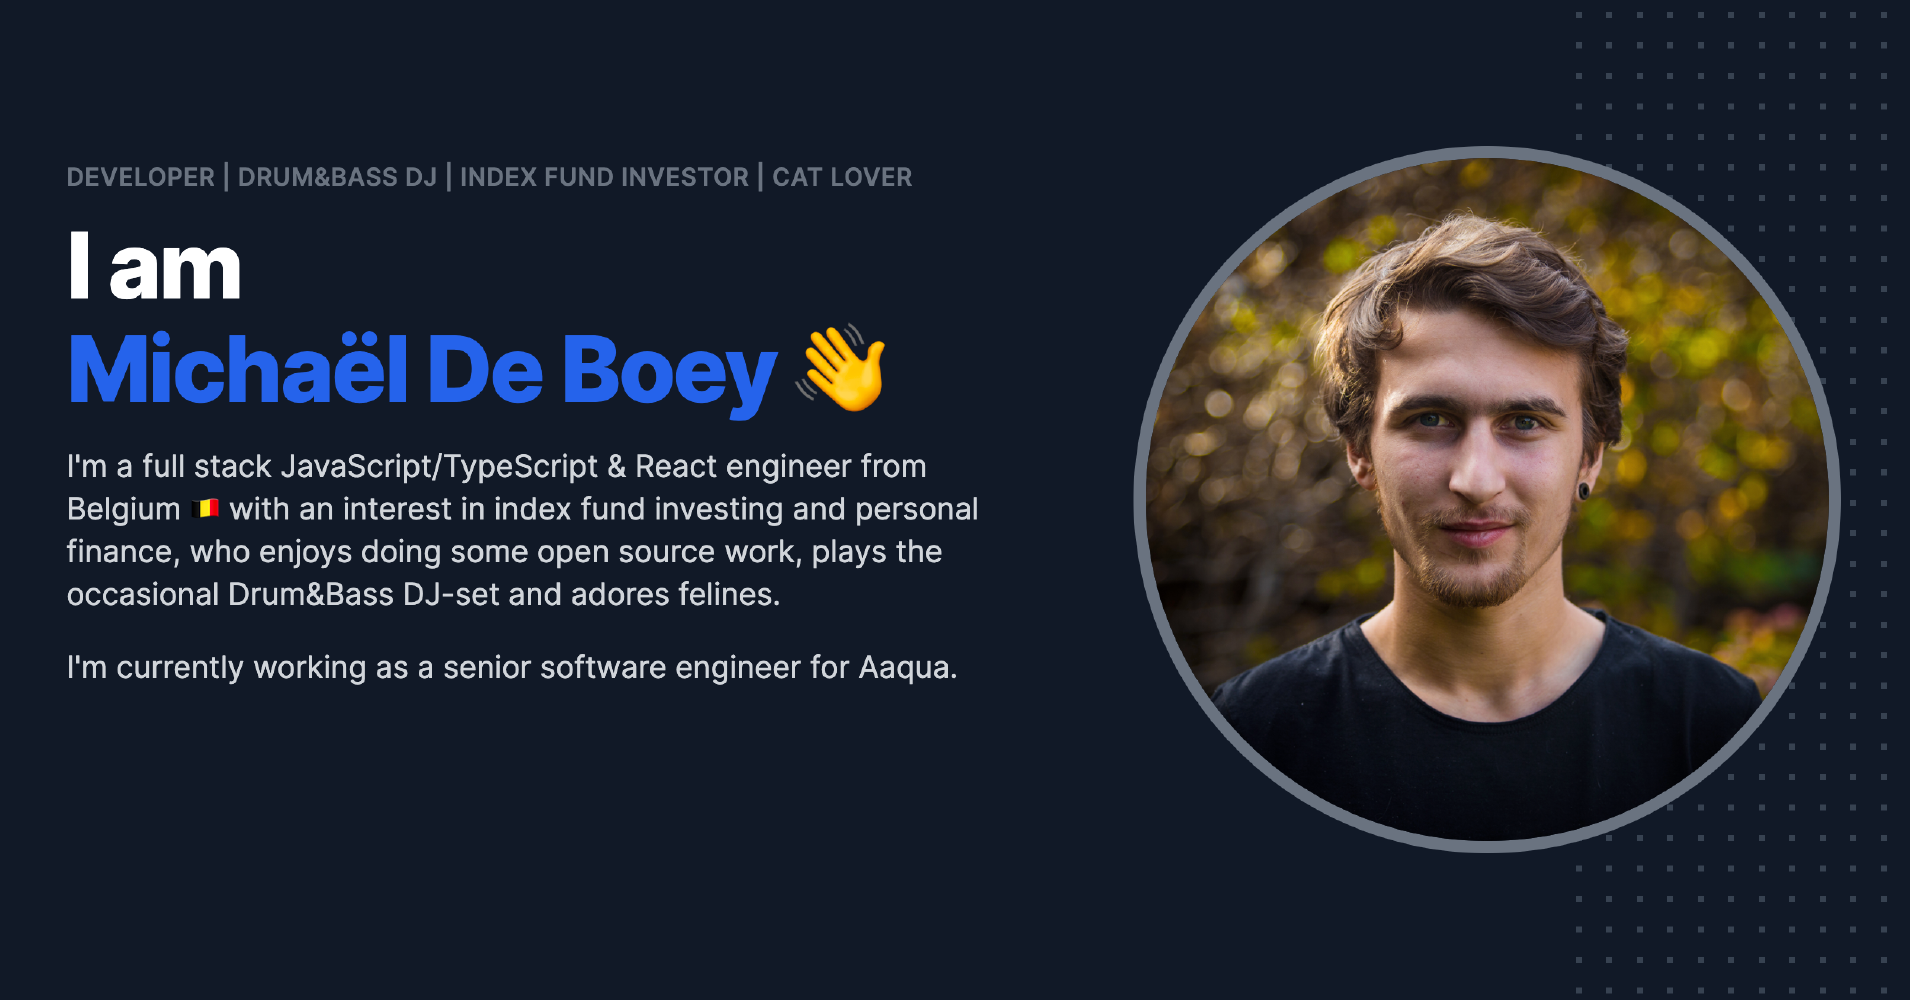 DEVELOPER | DRUM&BASS DJ | INDEX FUND INVESTOR | CAT LOVER
I am
Michaël De Boey 👋
I'm a full stack JavaScript/TypeScript & React engineer from
Belgium 🇧🇪 with an interest in index fund investing and personal
finance, who enjoys doing some open source work, plays the
occasional Drum&Bass DJ-set and adores felines.
I'm currently working as a senior software engineer for Aaqua.